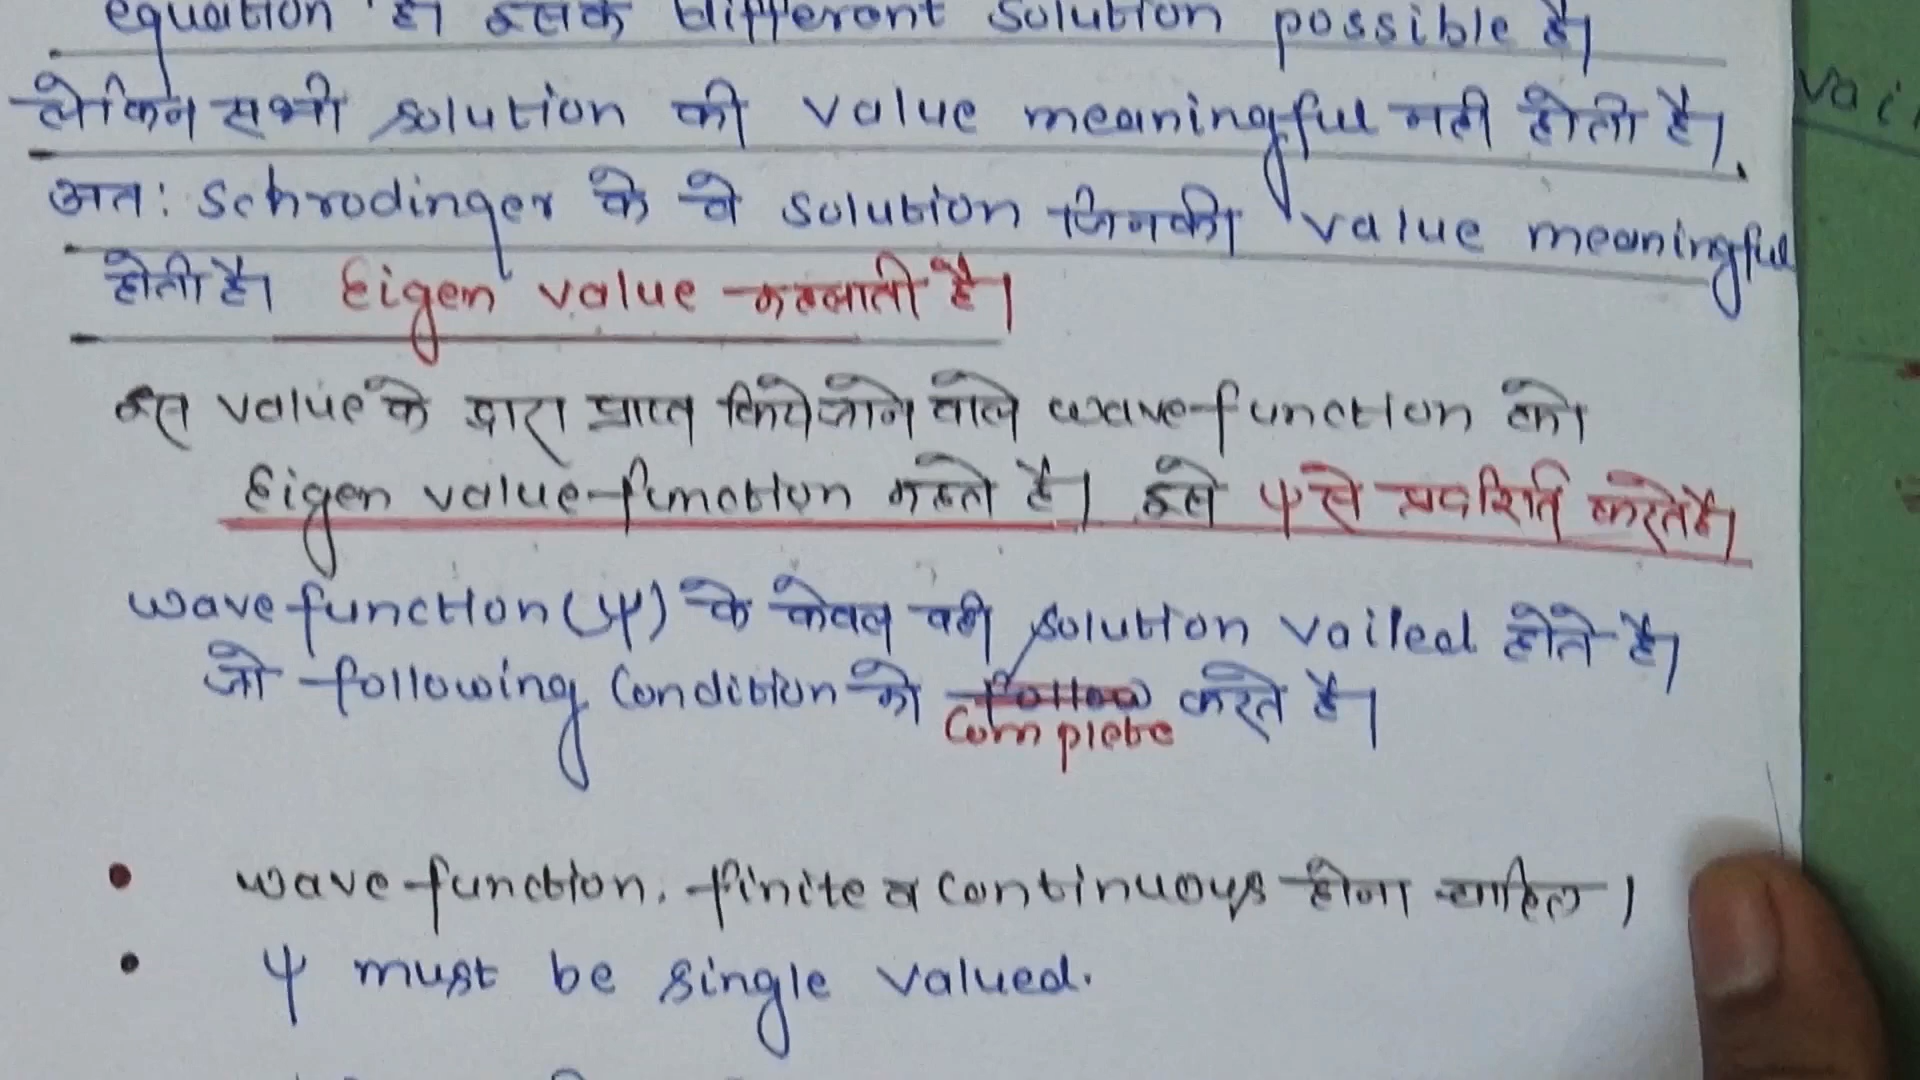 equation है। इसके different solution possible है।
लेकिन सभी solution की value meaningful नही होती है।
अत: Schrodinger के वे solution जिनकी value meaningful
होती है। Eigen value कहलाती है।
इस value के द्वारा प्राप्त किये जाने वाले wave function को
Eigen value function कहते है। इसे ψ से प्रदर्शित करते है।
wave function (ψ) के केवल वही solution vailed होते है।
जो following condition को follow करते है।
Complete
• wave function. finite व continuous होना चाहिए।
• ψ must be single valued.